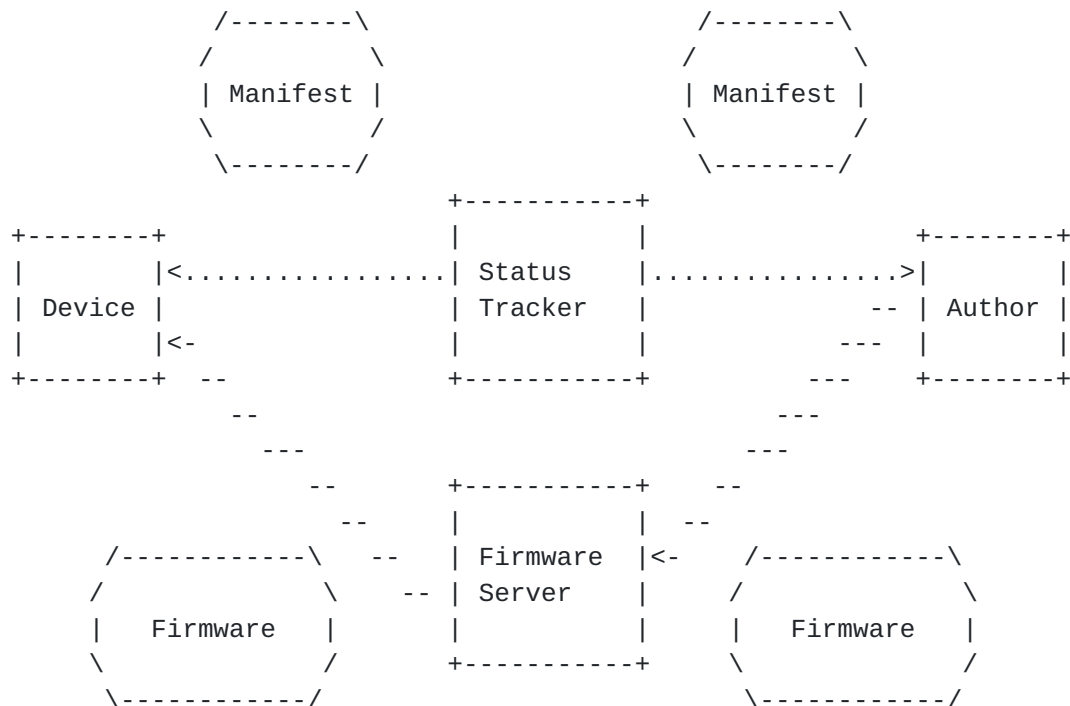 Manifest Manifest
Status
Device Tracker Author
Firmware
Server
Firmware Firmware